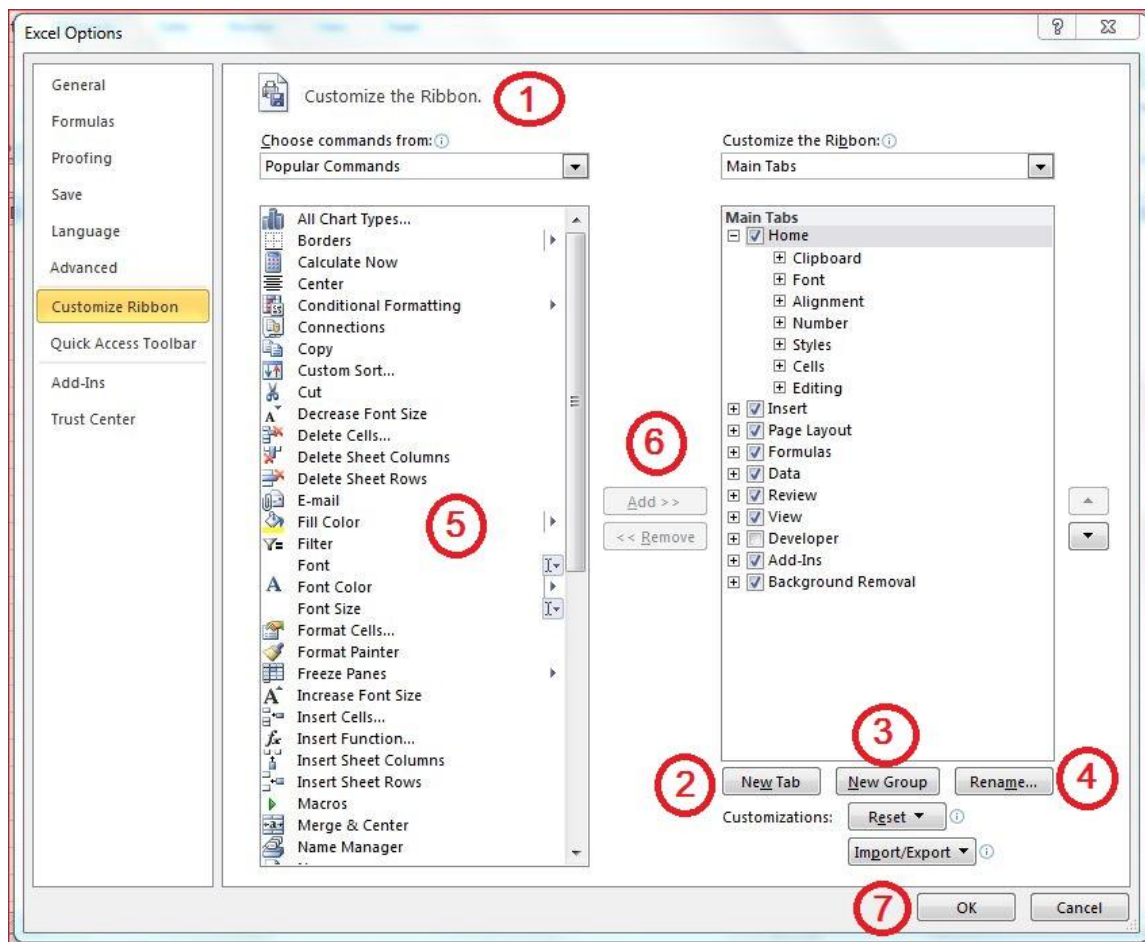 Excel Options
General
Formulas
Proofing
Save
Language
Advanced
Customize Ribbon
Quick Access Toolbar
Add-Ins
Trust Center
Customize the Ribbon.
1
Choose commands from:
Popular Commands
All Chart Types...
Borders
Calculate Now
Center
Conditional Formatting
Connections
Copy
Custom Sort...
Cut
Decrease Font Size
Delete Cells...
Delete Sheet Columns
Delete Sheet Rows
E-mail
Fill Color
Filter
Font
Font Color
Font Size
Format Cells...
Format Painter
Freeze Panes
Increase Font Size
Insert Cells...
Insert Function...
Insert Sheet Columns
Insert Sheet Rows
Macros
Merge & Center
Name Manager
5
6
Add >>
<< Remove
Customize the Ribbon:
Main Tabs
Main Tabs
Home
Clipboard
Font
Alignment
Number
Styles
Cells
Editing
Insert
Page Layout
Formulas
Data
Review
View
Developer
Add-Ins
Background Removal
3
2
New Tab
New Group
Rename...
4
Customizations:
Reset
Import/Export
7
OK
Cancel